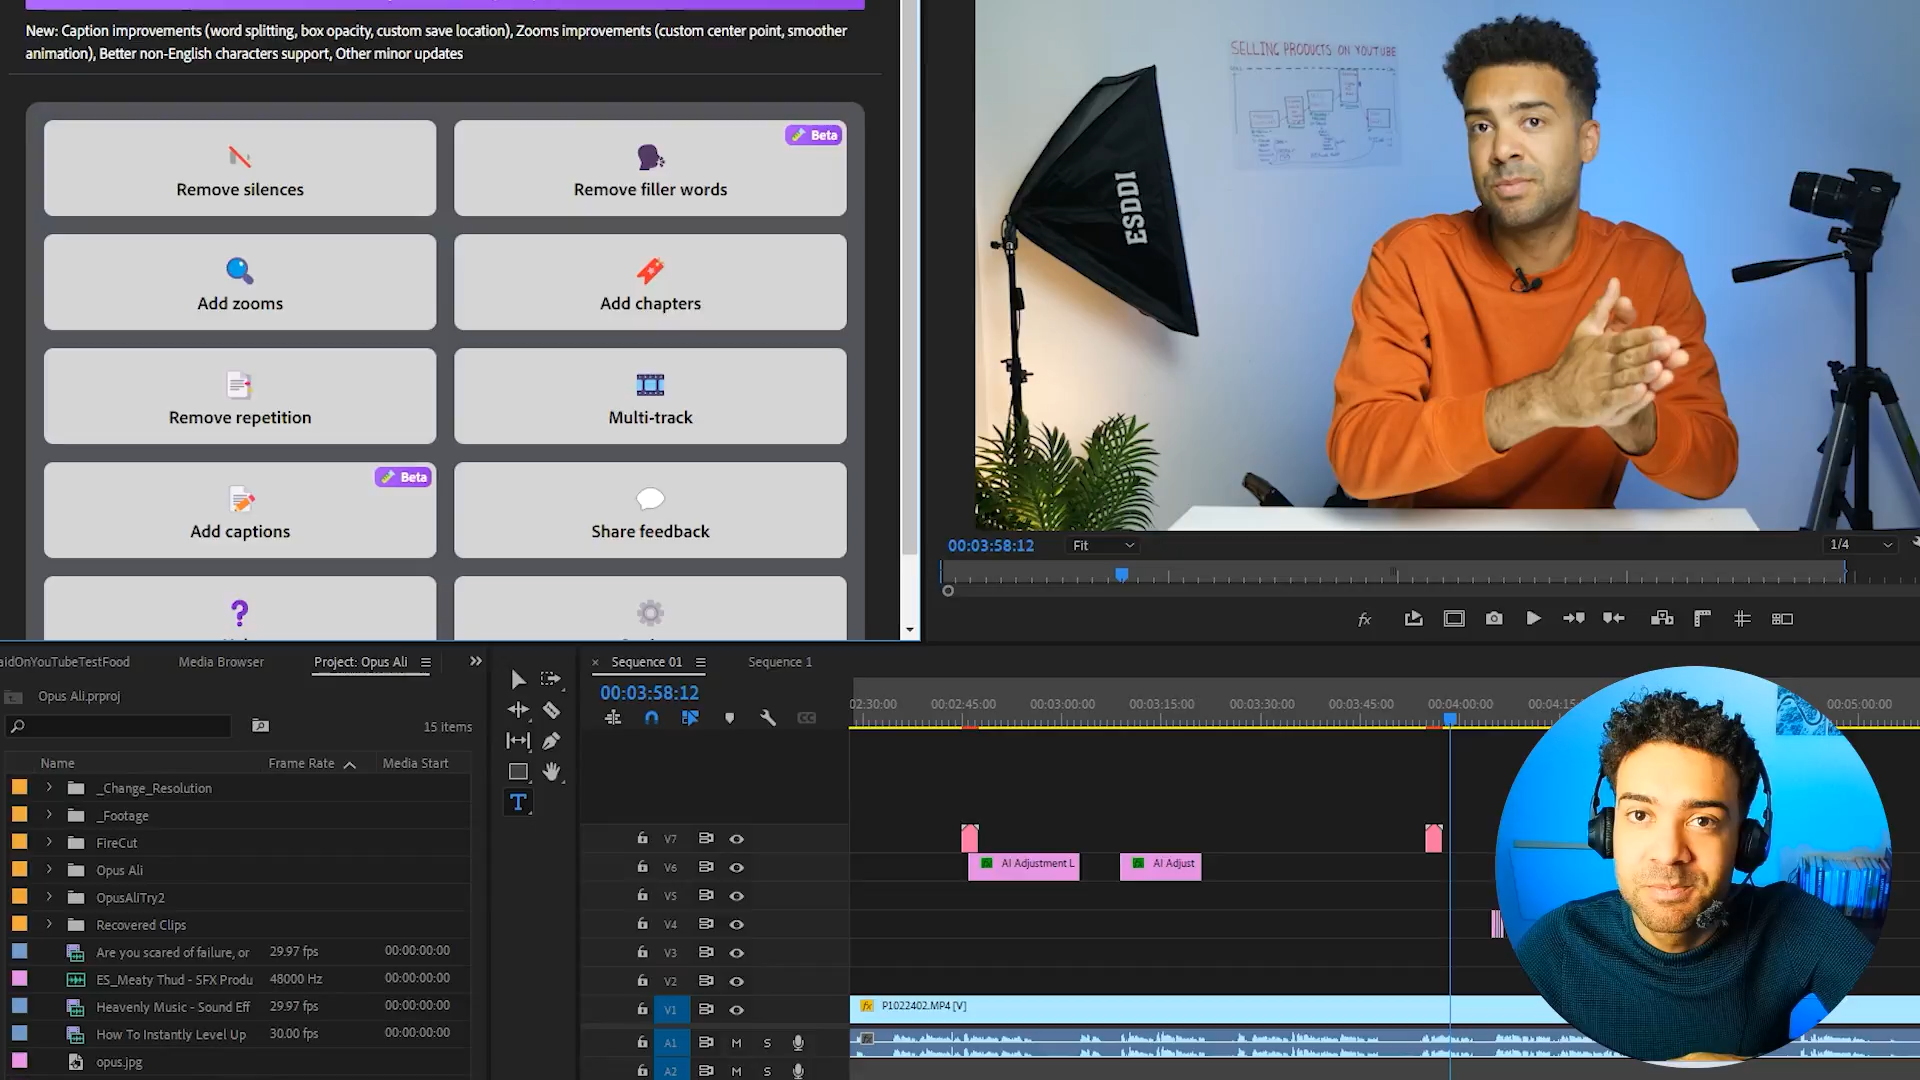 New: Caption improvements (word splitting, box opacity, custom save location), Zooms improvements (custom center point, smoother
animation), Better non-English characters support, Other minor updates
Remove silences
Beta
Remove filler words
Add zooms
Add chapters
Remove repetition
Multi-track
Beta
Add captions
Share feedback
SELLING PRODUCTS ON YOUTUBE
ESDDI
00:03:58:12
Fit
1/4
aidOnYouTubeTestFood
Media Browser
Project: Opus Ali
Opus Ali.prproj
15 items
Name
Frame Rate
Media Start
_Change_Resolution
_Footage
FireCut
Opus Ali
OpusAliTry2
Recovered Clips
Are you scared of failure, or
29.97 fps
00:00:00:00
ES_Meaty Thud - SFX Produ
48000 Hz
00:00:00:00
Heavenly Music - Sound Eff
29.97 fps
00:00:00:00
How To Instantly Level Up
30.00 fps
00:00:00:00
opus.jpg
Sequence 01
Sequence 1
00:03:58:12
02:30:00
00:02:45:00
00:03:00:00
00:03:15:00
00:03:30:00
00:03:45:00
00:04:00:00
00:04:15
00:05:00:00
V7
V6
AI Adjustment L
AI Adjust
V5
V4
V3
V2
V1
P1022402.MP4 [V]
A1
M
S
A2
M
S